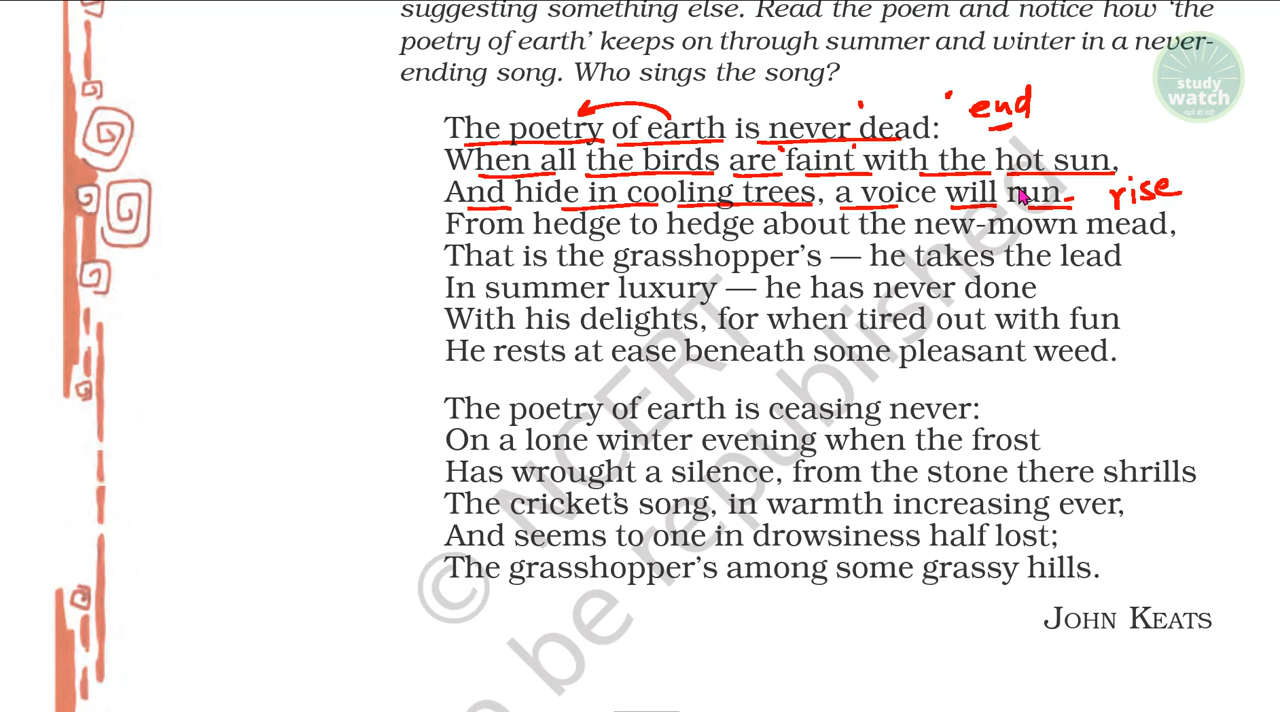 suggesting something else. Read the poem and notice how ‘the
poetry of earth’ keeps on through summer and winter in a never-
ending song. Who sings the song?
study
watch
end
The poetry of earth is never dead:
When all the birds are faint with the hot sun,
And hide in cooling trees, a voice will run
rise
From hedge to hedge about the new-mown mead,
That is the grasshopper’s — he takes the lead
In summer luxury — he has never done
With his delights, for when tired out with fun
He rests at ease beneath some pleasant weed.
The poetry of earth is ceasing never:
On a lone winter evening when the frost
Has wrought a silence, from the stone there shrills
The cricket’s song, in warmth increasing ever,
And seems to one in drowsiness half lost;
The grasshopper’s among some grassy hills.
JOHN KEATS
© NCERT
be republished